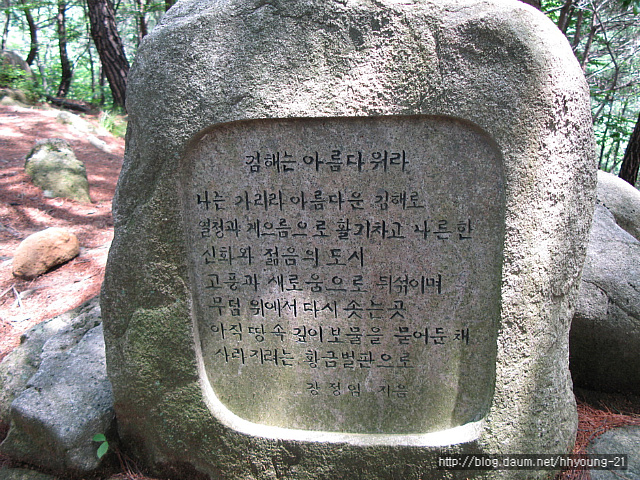 김해는 아름다워라
나는 가리라 아름다운 김해로
열정과 게으름으로 활기차고 나른한
신화와 젊음의 도시
고풍과 새로움으로 뒤섞이며
무덤 위에서 다시 솟는 곳
아직 땅 속 깊이 보물을 묻어둔 채
사리지려는 황금벌판으로
강정임 지음
http://blog.daum.net/hhyoung-21